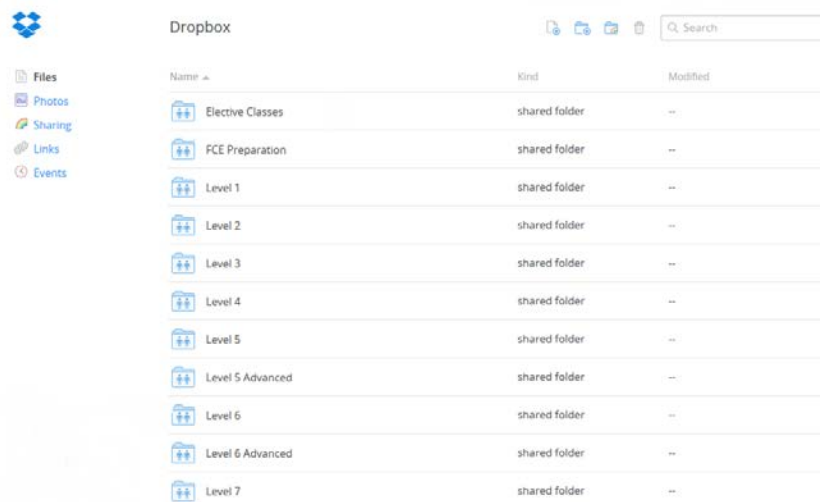 Dropbox
Search
Files
Photos
Sharing
Links
Events
Name Kind Modified
Elective Classes shared folder --
FCE Preparation shared folder --
Level 1 shared folder --
Level 2 shared folder --
Level 3 shared folder --
Level 4 shared folder --
Level 5 shared folder --
Level 5 Advanced shared folder --
Level 6 shared folder --
Level 6 Advanced shared folder --
Level 7 shared folder --